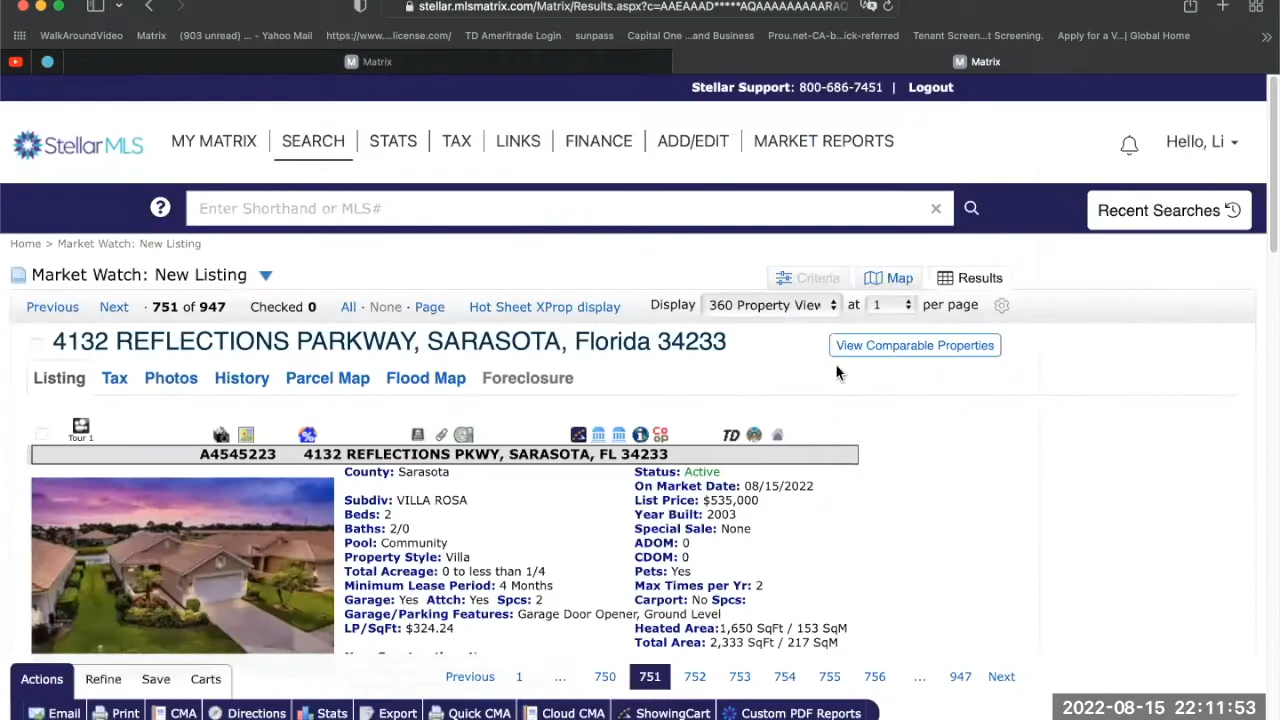 stellar.mlsmatrix.com/Matrix/Results.aspx?c=AAEAAAD*****AQAAAAAAAAARAQ
WalkAroundVideo Matrix (903 unread) ... - Yahoo Mail https://www....license.com/ TD Ameritrade Login sunpass Capital One ...and Business Prou.net-CA-b...ick-referred Tenant Screen...t Screening. Apply for a V...| Global Home
M Matrix M Matrix
Stellar Support: 800-686-7451 | Logout
StellarMLS MY MATRIX SEARCH STATS TAX LINKS FINANCE ADD/EDIT MARKET REPORTS Hello, Li
? Enter Shorthand or MLS# Recent Searches
Home > Market Watch: New Listing
Market Watch: New Listing Criteria Map Results
Previous Next · 751 of 947 Checked 0 All · None · Page Hot Sheet XProp display Display 360 Property View at 1 per page
4132 REFLECTIONS PARKWAY, SARASOTA, Florida 34233 View Comparable Properties
Listing Tax Photos History Parcel Map Flood Map Foreclosure
Tour 1 TD
A4545223 4132 REFLECTIONS PKWY, SARASOTA, FL 34233
County: Sarasota Status: Active
On Market Date: 08/15/2022
Subdiv: VILLA ROSA List Price: $535,000
Beds: 2 Year Built: 2003
Baths: 2/0 Special Sale: None
Pool: Community ADOM: 0
Property Style: Villa CDOM: 0
Total Acreage: 0 to less than 1/4 Pets: Yes
Minimum Lease Period: 4 Months Max Times per Yr: 2
Garage: Yes Attch: Yes Spcs: 2 Carport: No Spcs:
Garage/Parking Features: Garage Door Opener, Ground Level
LP/SqFt: $324.24 Heated Area:1,650 SqFt / 153 SqM
Total Area: 2,333 SqFt / 217 SqM
Actions Refine Save Carts Previous 1 ... 750 751 752 753 754 755 756 ... 947 Next
Email Print CMA Directions Stats Export Quick CMA Cloud CMA ShowingCart Custom PDF Reports
2022-08-15 22:11:53